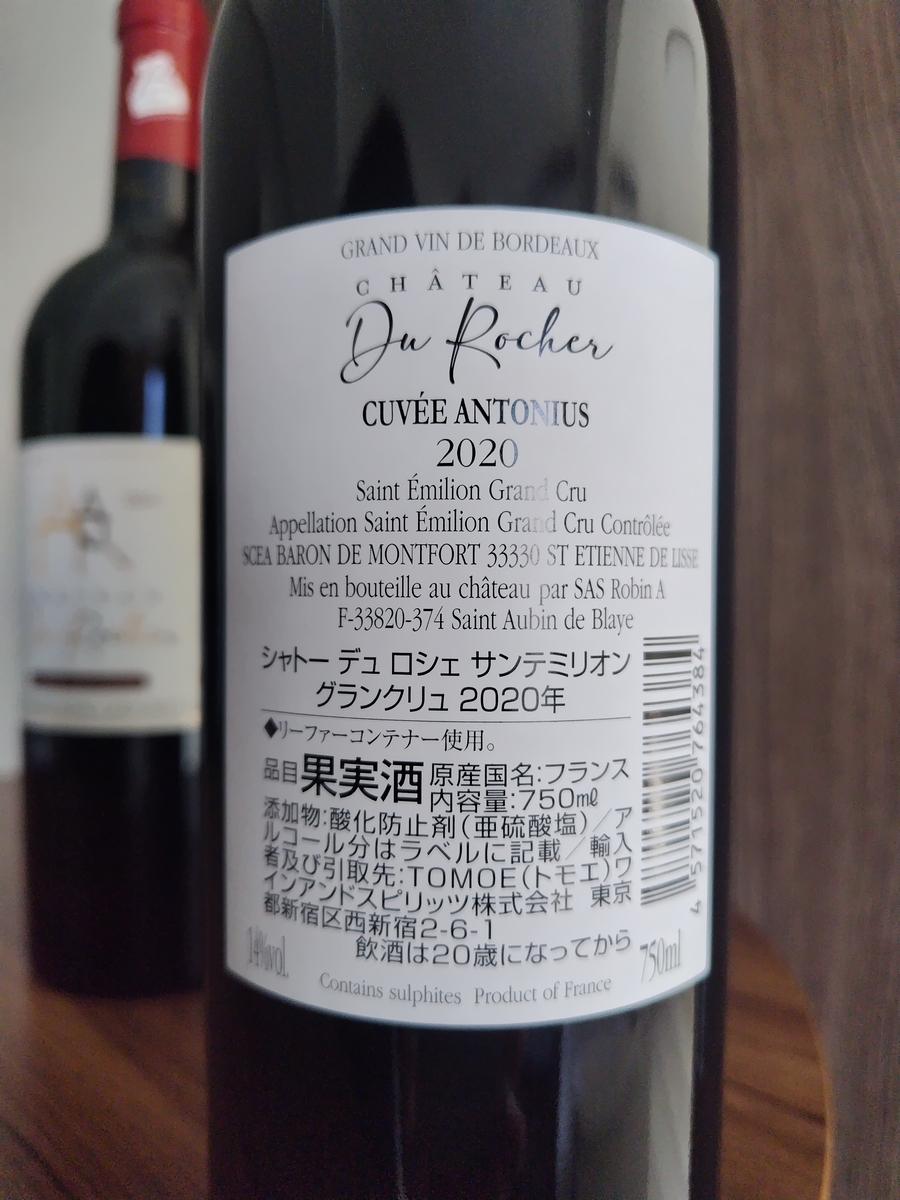 GRAND VIN DE BORDEAUX
CHÂTEAU
Du Rocher
CUVÉE ANTONIUS
2020
Saint Émilion Grand Cru
Appellation Saint Émilion Grand Cru Contrôlée
SCEA BARON DE MONTFORT 33330 ST ETIENNE DE LISSE
Mis en bouteille au château par SAS Robin A
F-33820-374 Saint Aubin de Blaye
シャトー デュ ロシェ サンテミリオン
グランクリュ 2020年
◆リーファーコンテナー使用。
品目果実酒 原産国名:フランス
内容量:750㎖
添加物:酸化防止剤(亜硫酸塩)/ア
ルコール分はラベルに記載/輸入
者及び引取先:TOMOE(トモエ)ワ
インアンドスピリッツ株式会社 東京
都新宿区西新宿2-6-1
飲酒は20歳になってから
14%vol.
750ml
Contains sulphites Product of France
4 571520 764384